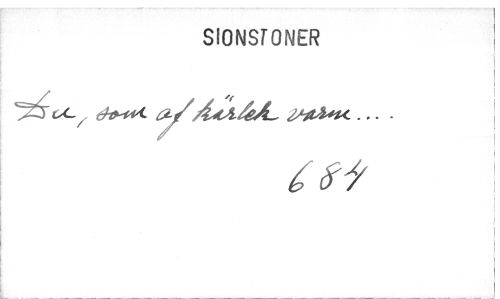 SIONSTONER
Du, som af kärlek varm....
684